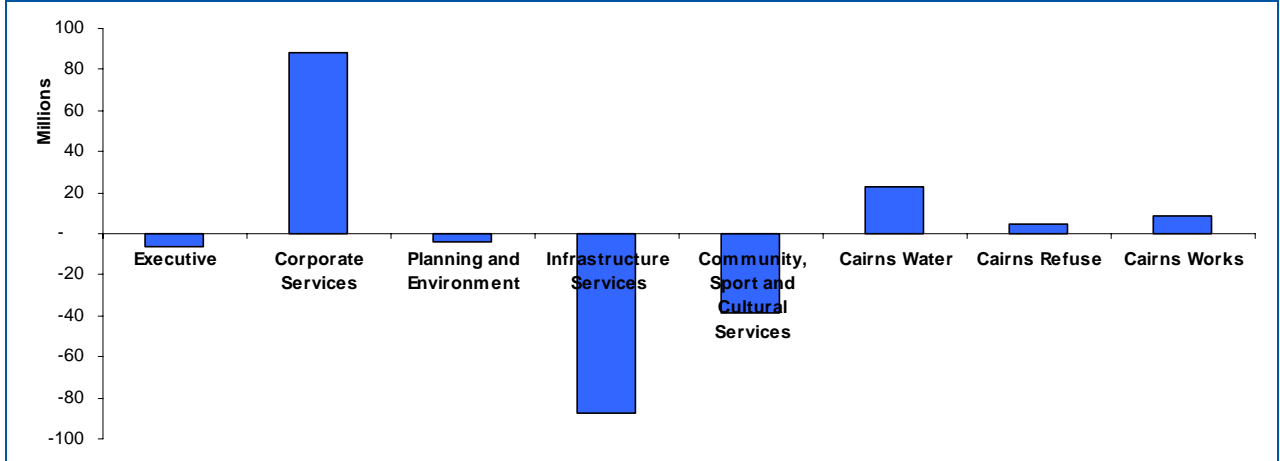 100
80
60
40
20
-
-20
-40
-60
-80
-100
Millions
Executive
Corporate
Services
Planning and
Environment
Infrastructure
Services
Community,
Sport and
Cultural
Services
Cairns Water
Cairns Refuse
Cairns Works